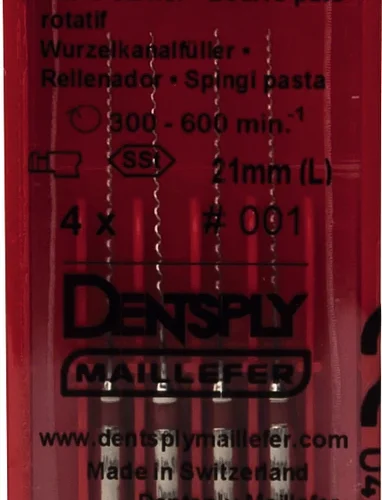 rotatif
Wurzelkanalfüller •
Rellenador • Spingi pasta
300 - 600 min.-1
SSt
21mm (L)
4 x # 001
DENTSPLY
MAILLEFER
www.dentsplymaillefer.com
Made in Switzerland
04